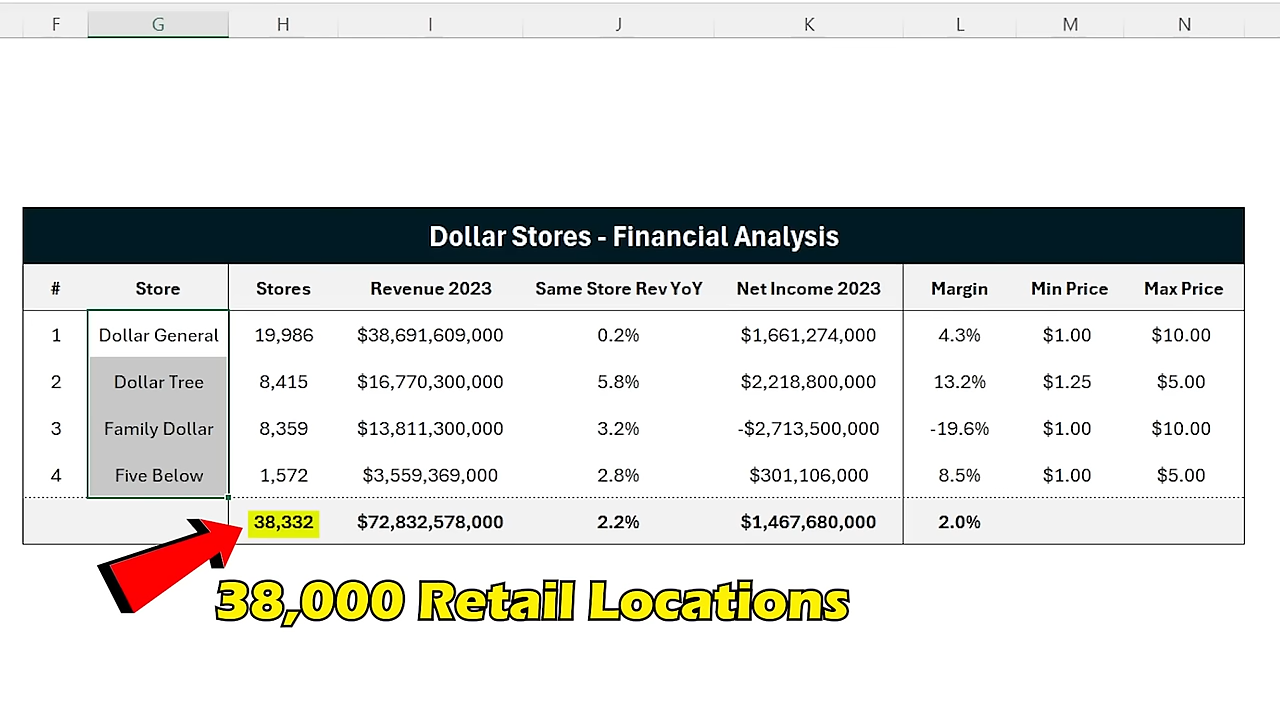 F G H I J K L M N
Dollar Stores - Financial Analysis
# Store Stores Revenue 2023 Same Store Rev YoY Net Income 2023 Margin Min Price Max Price
1 Dollar General 19,986 $38,691,609,000 0.2% $1,661,274,000 4.3% $1.00 $10.00
2 Dollar Tree 8,415 $16,770,300,000 5.8% $2,218,800,000 13.2% $1.25 $5.00
3 Family Dollar 8,359 $13,811,300,000 3.2% -$2,713,500,000 -19.6% $1.00 $10.00
4 Five Below 1,572 $3,559,369,000 2.8% $301,106,000 8.5% $1.00 $5.00
38,332 $72,832,578,000 2.2% $1,467,680,000 2.0%
38,000 Retail Locations